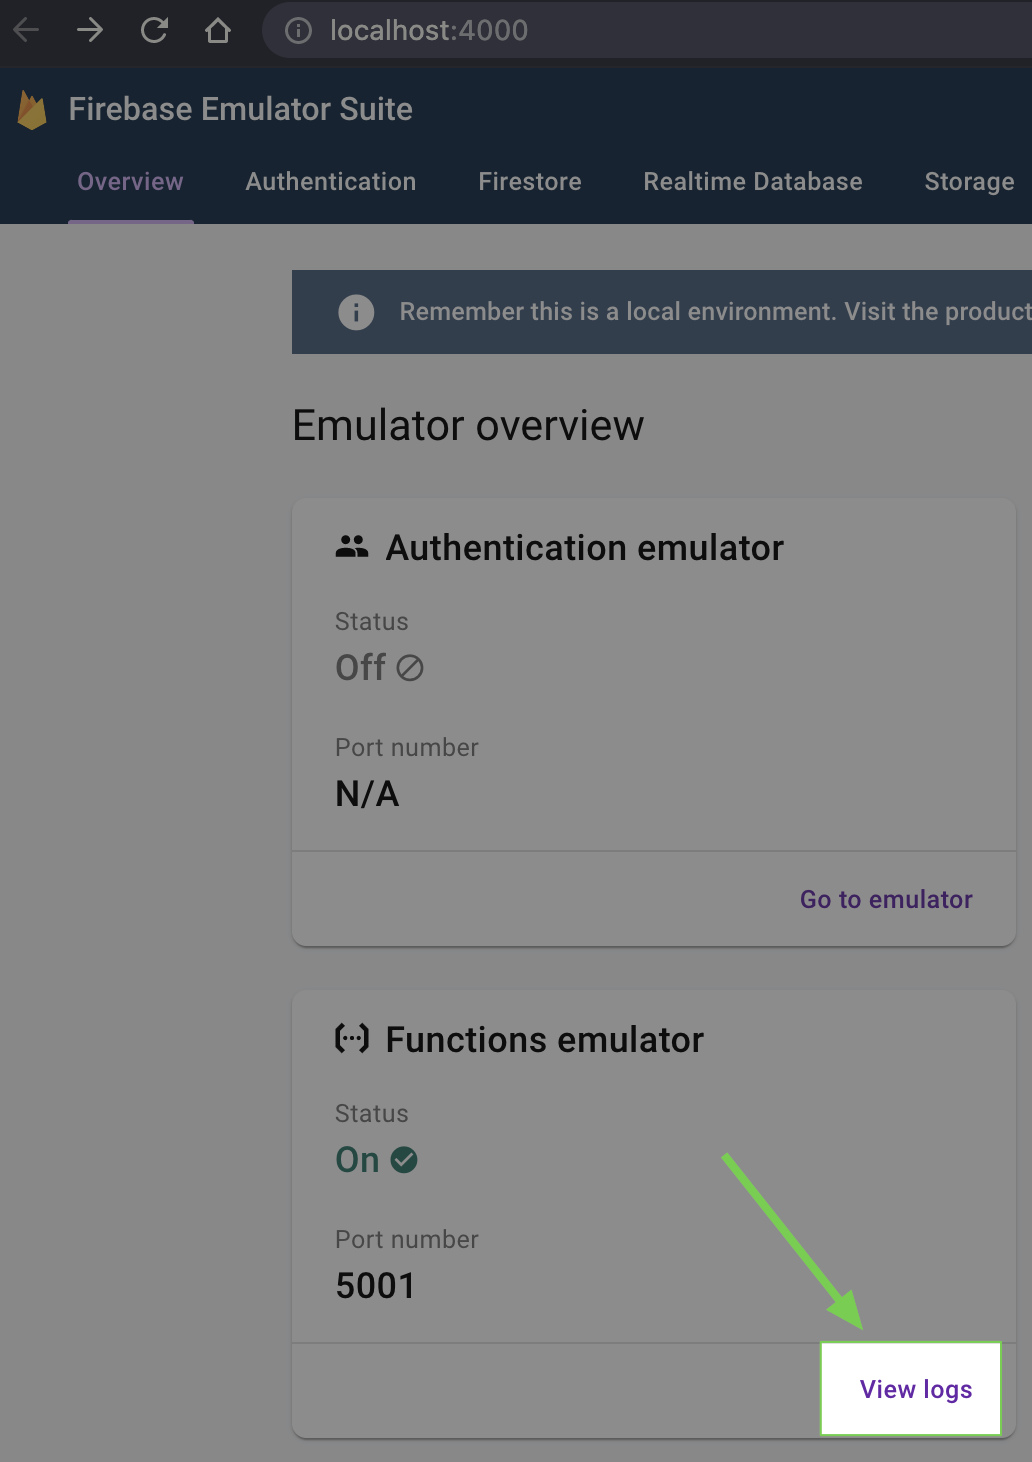 localhost:4000
Firebase Emulator Suite
Overview Authentication Firestore Realtime Database Storage
Remember this is a local environment. Visit the product
Emulator overview
Authentication emulator
Status
Off
Port number
N/A
Go to emulator
Functions emulator
Status
On
Port number
5001
View logs